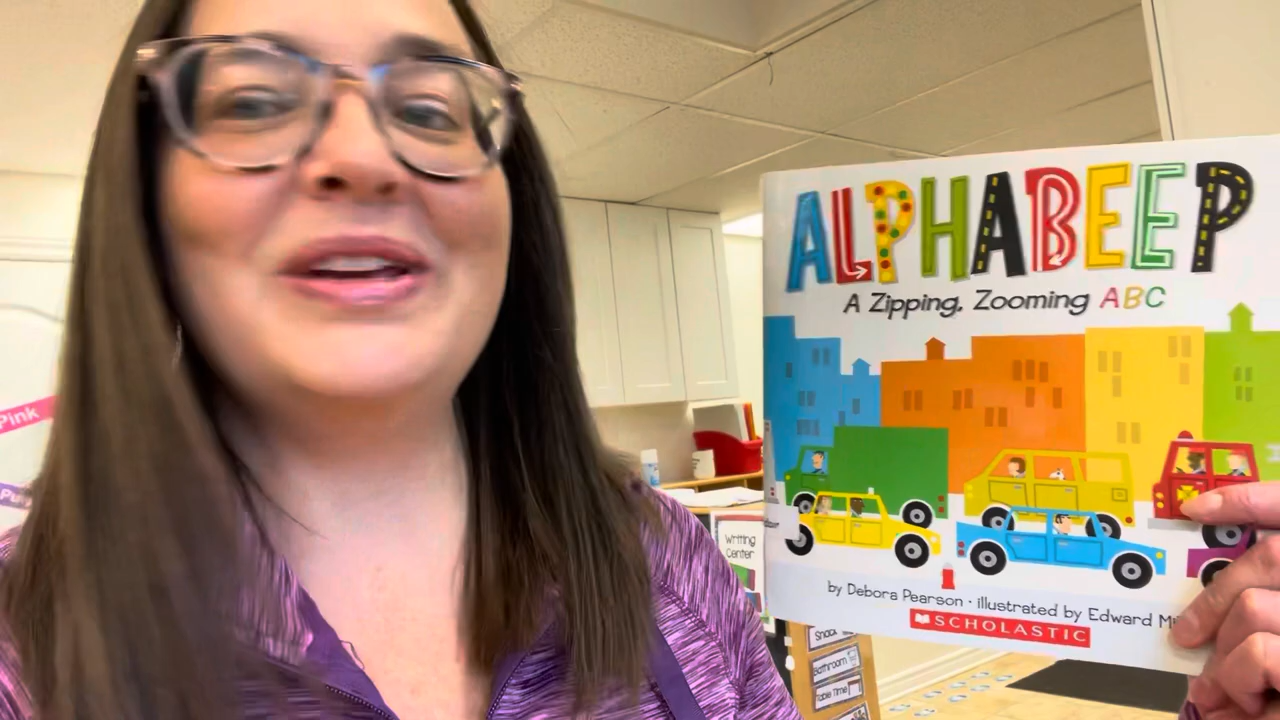 ALPHABEEP
A Zipping, Zooming ABC
by Debora Pearson · illustrated by Edward
SCHOLASTIC
Pink
Writing
Center
Snack
Bathroom
Table Time